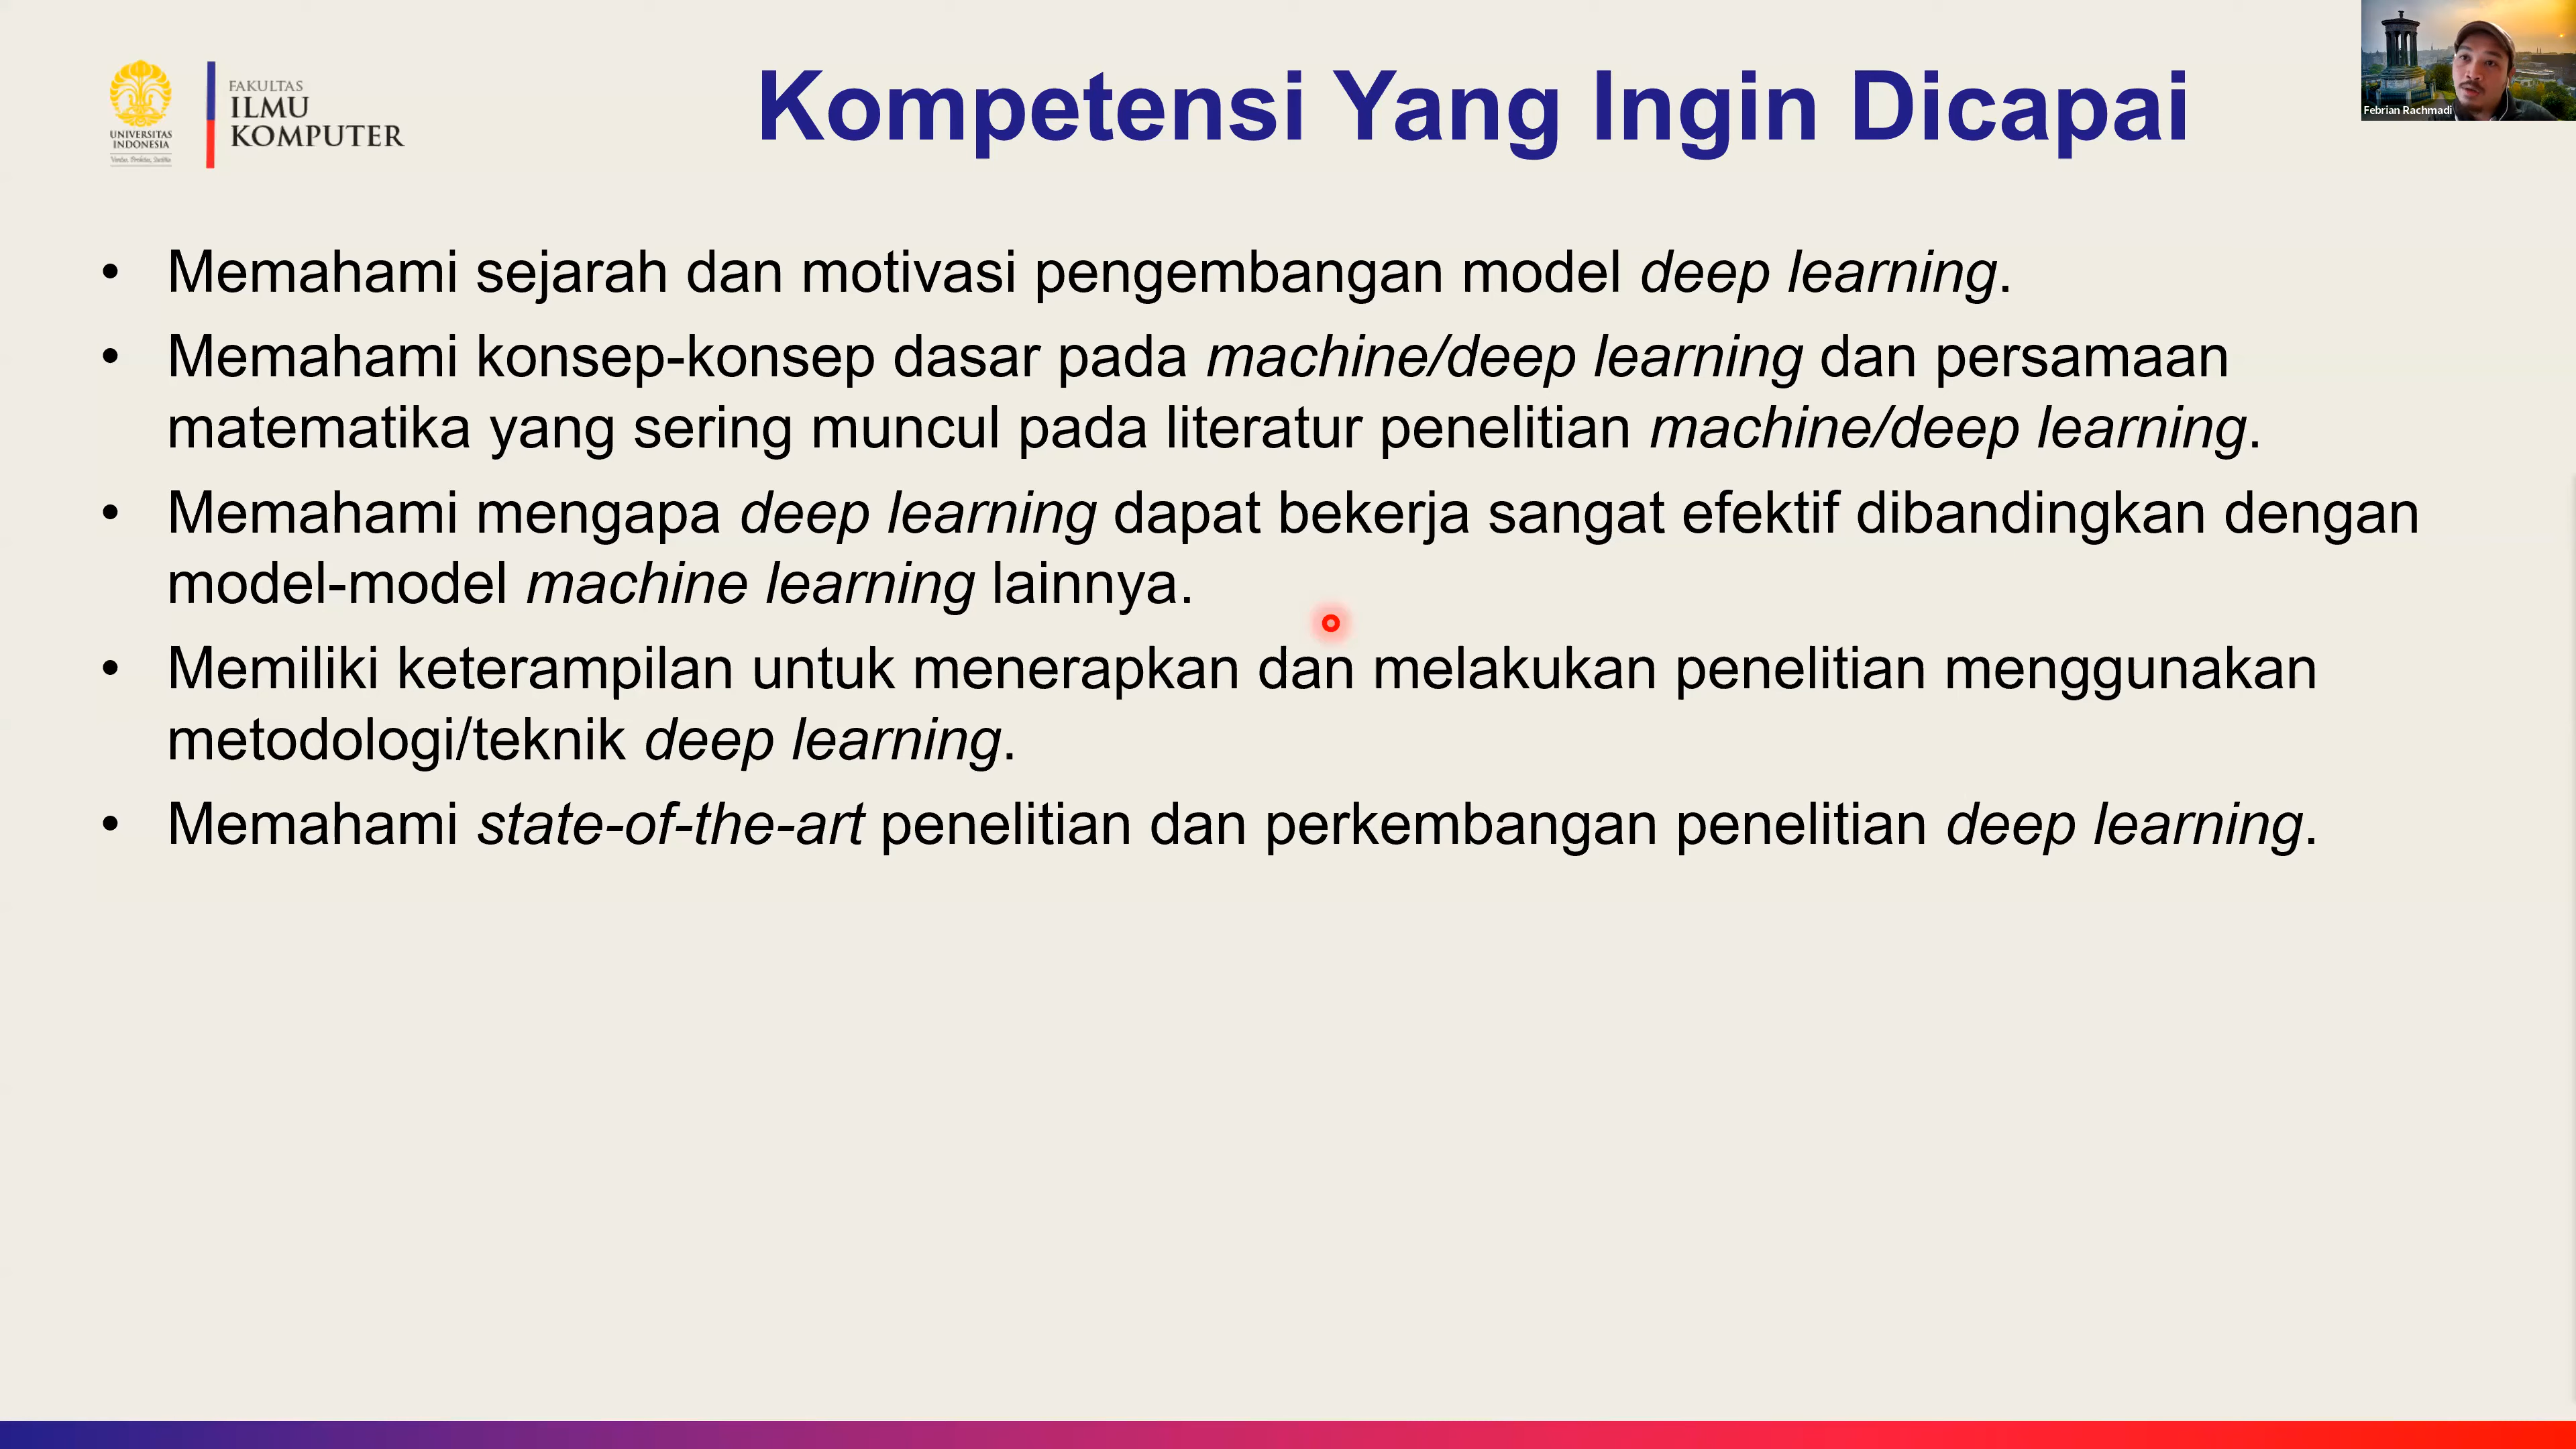 UNIVERSITAS
INDONESIA
Veritas, Probitas, Iustitia
FAKULTAS
ILMU
KOMPUTER
Kompetensi Yang Ingin Dicapai
Febrian Rachmadi
• Memahami sejarah dan motivasi pengembangan model deep learning.
• Memahami konsep-konsep dasar pada machine/deep learning dan persamaan
matematika yang sering muncul pada literatur penelitian machine/deep learning.
• Memahami mengapa deep learning dapat bekerja sangat efektif dibandingkan dengan
model-model machine learning lainnya.
• Memiliki keterampilan untuk menerapkan dan melakukan penelitian menggunakan
metodologi/teknik deep learning.
• Memahami state-of-the-art penelitian dan perkembangan penelitian deep learning.